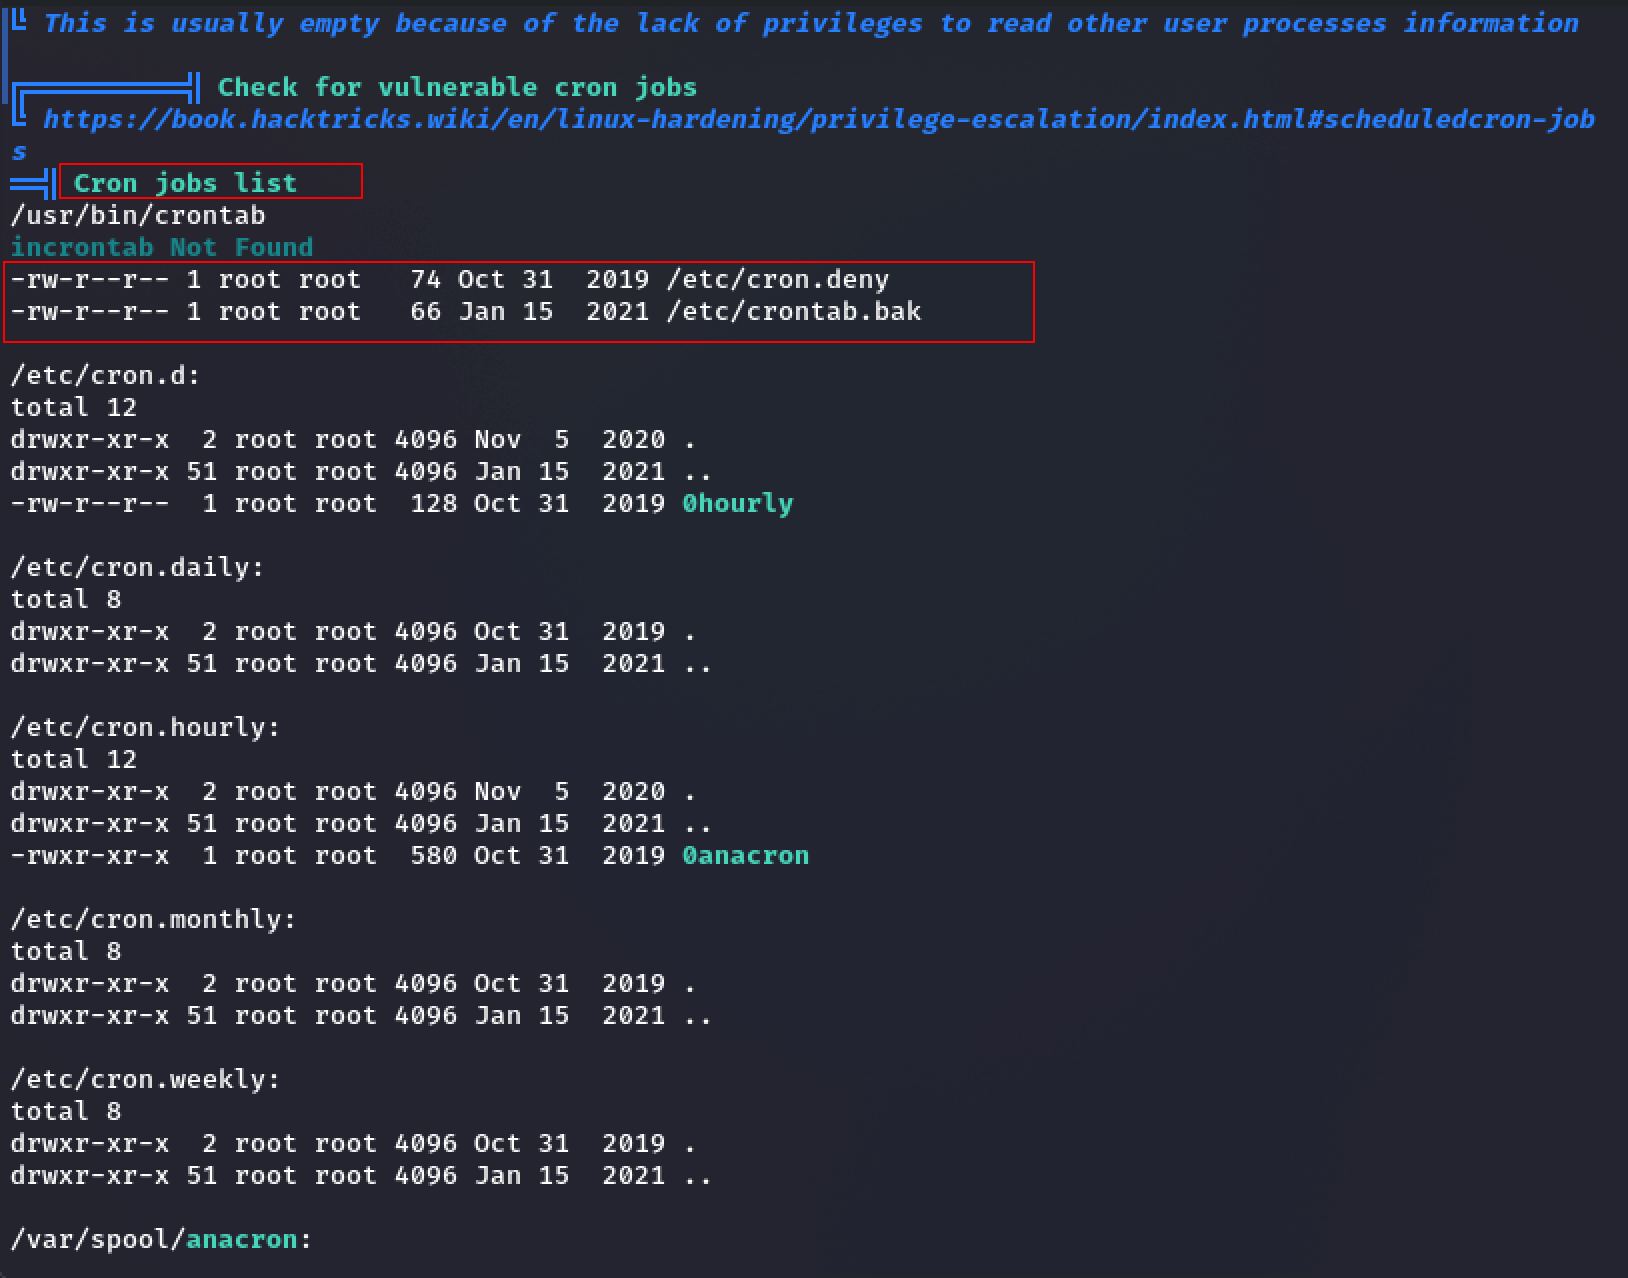 ╚ This is usually empty because of the lack of privileges to read other user processes information
╔══════════╣ Check for vulnerable cron jobs
╚ https://book.hacktricks.wiki/en/linux-hardening/privilege-escalation/index.html#scheduledcron-job
s
══╣ Cron jobs list
/usr/bin/crontab
incrontab Not Found
-rw-r--r-- 1 root root   74 Oct 31  2019 /etc/cron.deny
-rw-r--r-- 1 root root   66 Jan 15  2021 /etc/crontab.bak
/etc/cron.d:
total 12
drwxr-xr-x  2 root root 4096 Nov  5  2020 .
drwxr-xr-x 51 root root 4096 Jan 15  2021 ..
-rw-r--r--  1 root root  128 Oct 31  2019 0hourly
/etc/cron.daily:
total 8
drwxr-xr-x  2 root root 4096 Oct 31  2019 .
drwxr-xr-x 51 root root 4096 Jan 15  2021 ..
/etc/cron.hourly:
total 12
drwxr-xr-x  2 root root 4096 Nov  5  2020 .
drwxr-xr-x 51 root root 4096 Jan 15  2021 ..
-rwxr-xr-x  1 root root  580 Oct 31  2019 0anacron
/etc/cron.monthly:
total 8
drwxr-xr-x  2 root root 4096 Oct 31  2019 .
drwxr-xr-x 51 root root 4096 Jan 15  2021 ..
/etc/cron.weekly:
total 8
drwxr-xr-x  2 root root 4096 Oct 31  2019 .
drwxr-xr-x 51 root root 4096 Jan 15  2021 ..
/var/spool/anacron: